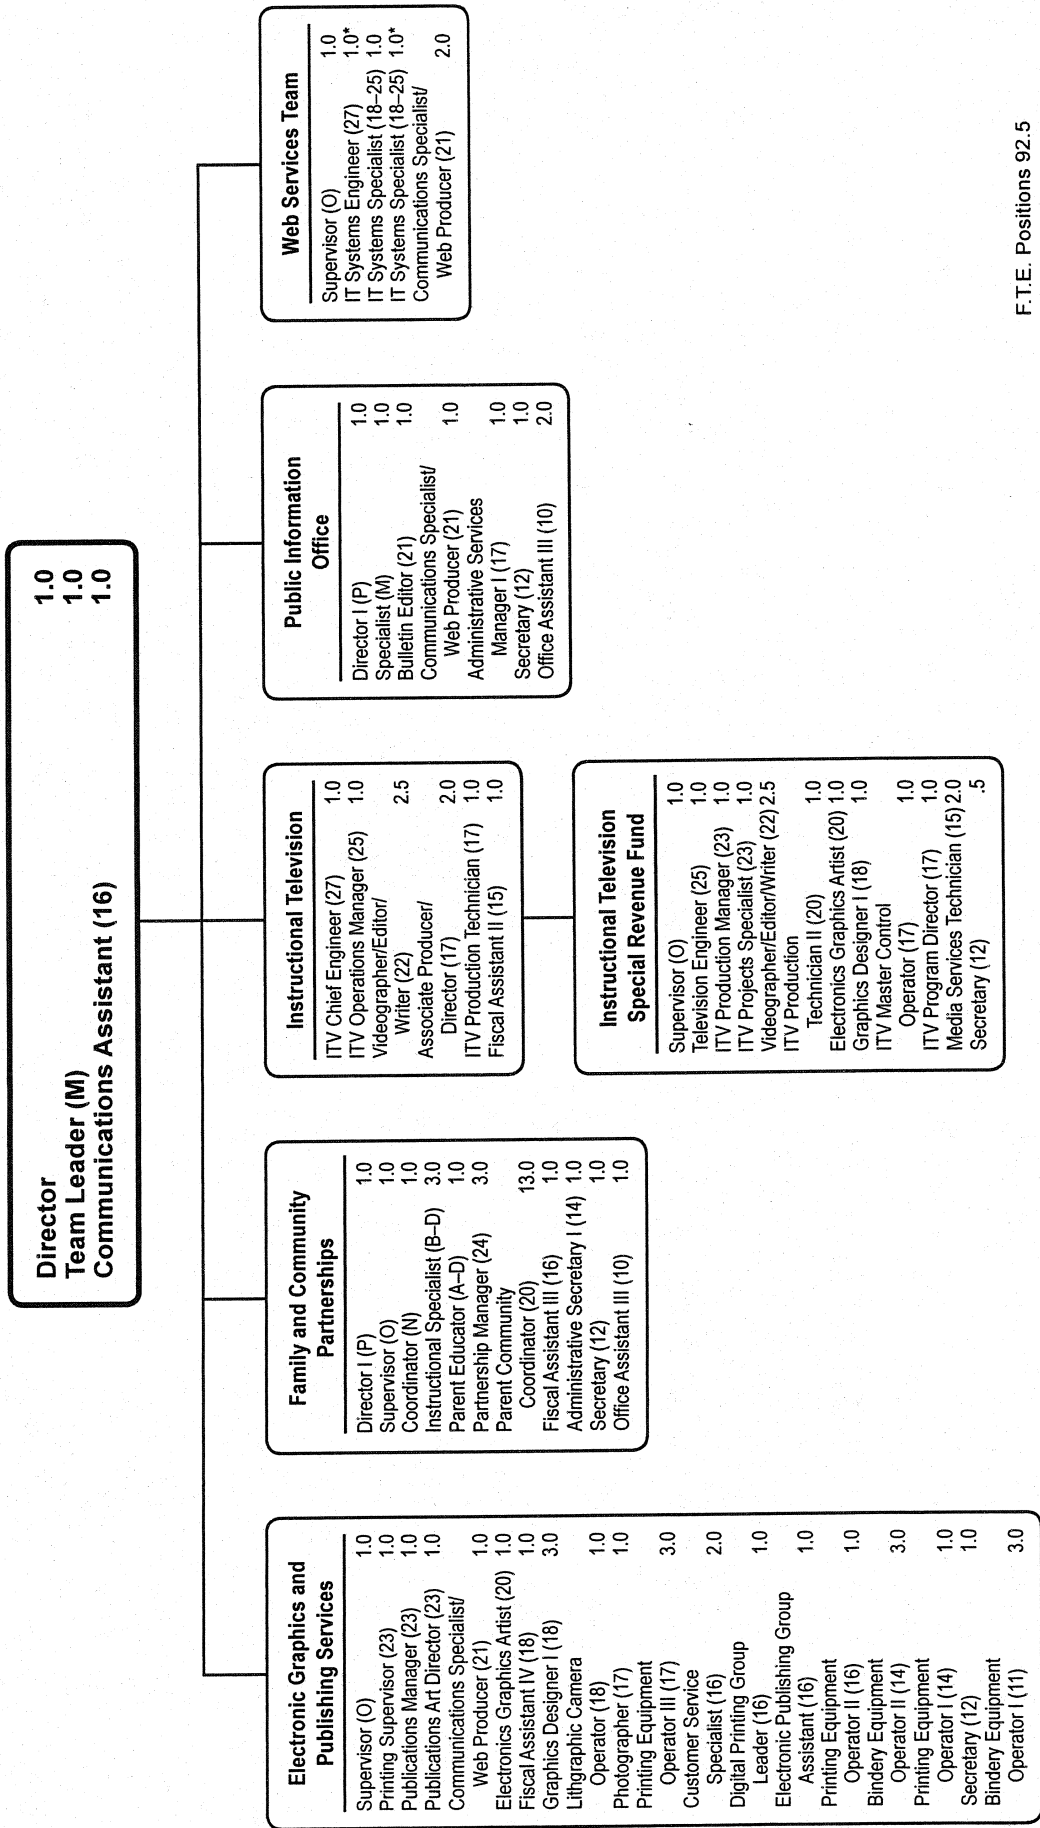 Director 1.0
Team Leader (M) 1.0
Communications Assistant (16) 1.0
Electronic Graphics and
Publishing Services
Supervisor (O) 1.0
Printing Supervisor (23) 1.0
Publications Manager (23) 1.0
Publications Art Director (23) 1.0
Communications Specialist/
Web Producer (21) 1.0
Electronics Graphics Artist (20) 1.0
Fiscal Assistant IV (18) 1.0
Graphics Designer I (18) 3.0
Lithgraphic Camera
Operator (18) 1.0
Photographer (17) 1.0
Printing Equipment
Operator III (17) 3.0
Customer Service
Specialist (16) 2.0
Digital Printing Group
Leader (16) 1.0
Electronic Publishing Group
Assistant (16) 1.0
Printing Equipment
Operator II (16) 1.0
Bindery Equipment
Operator II (14) 3.0
Printing Equipment
Operator I (14) 1.0
Secretary (12) 1.0
Bindery Equipment
Operator I (11) 3.0
Family and Community
Partnerships
Director I (P) 1.0
Supervisor (O) 1.0
Coordinator (N) 1.0
Instructional Specialist (B–D) 3.0
Parent Educator (A–D) 1.0
Partnership Manager (24) 3.0
Parent Community
Coordinator (20) 13.0
Fiscal Assistant III (16) 1.0
Administrative Secretary I (14) 1.0
Secretary (12) 1.0
Office Assistant III (10) 1.0
Instructional Television
ITV Chief Engineer (27) 1.0
ITV Operations Manager (25) 1.0
Videographer/Editor/
Writer (22) 2.5
Associate Producer/
Director (17) 2.0
ITV Production Technician (17) 1.0
Fiscal Assistant II (15) 1.0
Instructional Television
Special Revenue Fund
Supervisor (O) 1.0
Television Engineer (25) 1.0
ITV Production Manager (23) 1.0
ITV Projects Specialist (23) 1.0
Videographer/Editor/Writer (22) 2.5
ITV Production
Technician II (20) 1.0
Electronics Graphics Artist (20) 1.0
Graphics Designer I (18) 1.0
ITV Master Control
Operator (17) 1.0
ITV Program Director (17) 1.0
Media Services Technician (15) 2.0
Secretary (12) .5
Public Information
Office
Director I (P) 1.0
Specialist (M) 1.0
Bulletin Editor (21) 1.0
Communications Specialist/
Web Producer (21) 1.0
Administrative Services
Manager I (17) 1.0
Secretary (12) 1.0
Office Assistant III (10) 2.0
Web Services Team
Supervisor (O) 1.0
IT Systems Engineer (27) 1.0*
IT Systems Specialist (18–25) 1.0
IT Systems Specialist (18–25) 1.0*
Communications Specialist/
Web Producer (21) 2.0
F.T.E. Positions 92.5